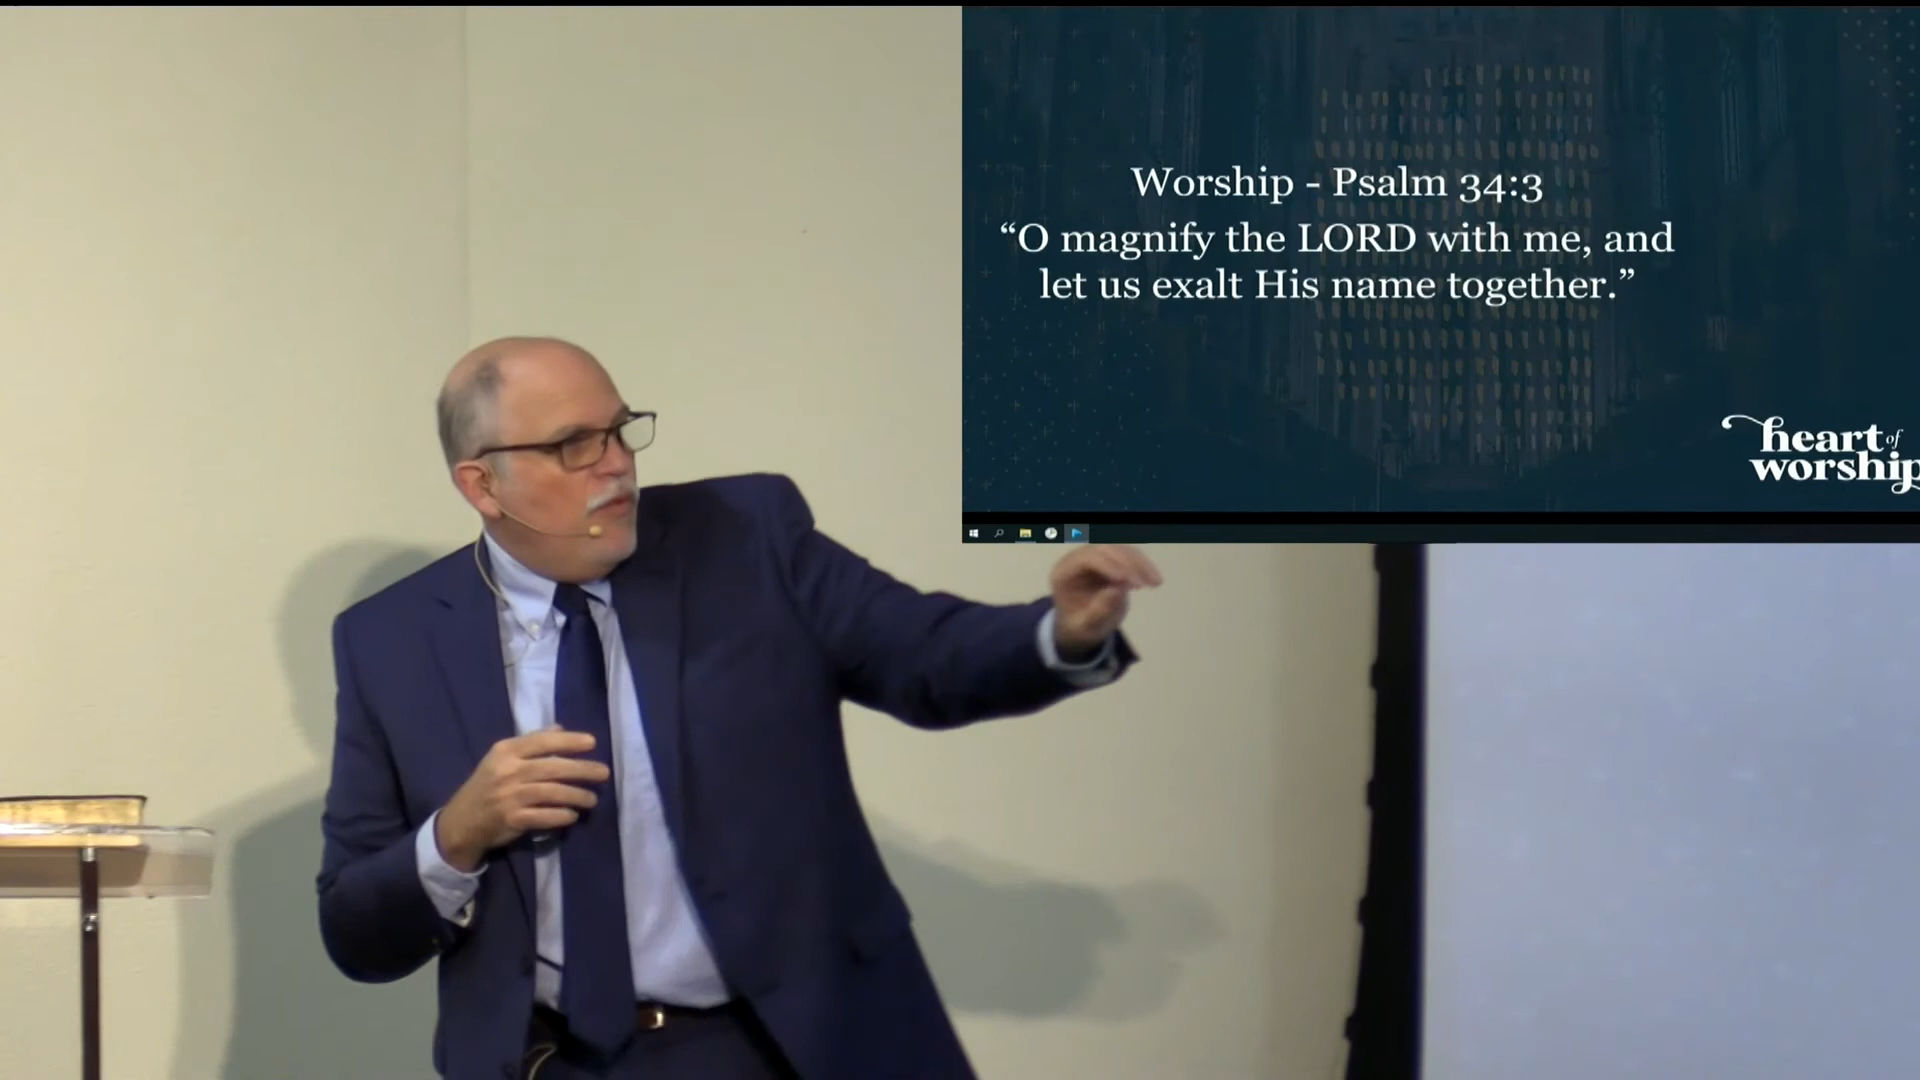 Worship - Psalm 34:3
“O magnify the LORD with me, and
let us exalt His name together.”
heart of
worship